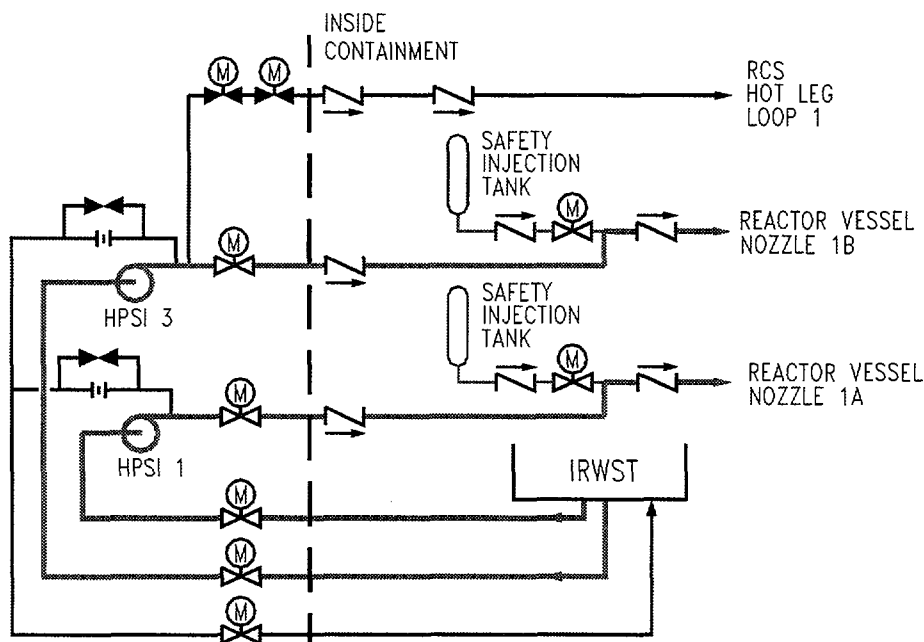 INSIDE
CONTAINMENT
M
M
RCS
HOT LEG
LOOP 1
SAFETY
INJECTION
TANK
M
M
REACTOR VESSEL
NOZZLE 1B
HPSI 3
SAFETY
INJECTION
TANK
M
M
REACTOR VESSEL
NOZZLE 1A
HPSI 1
IRWST
M
M
M